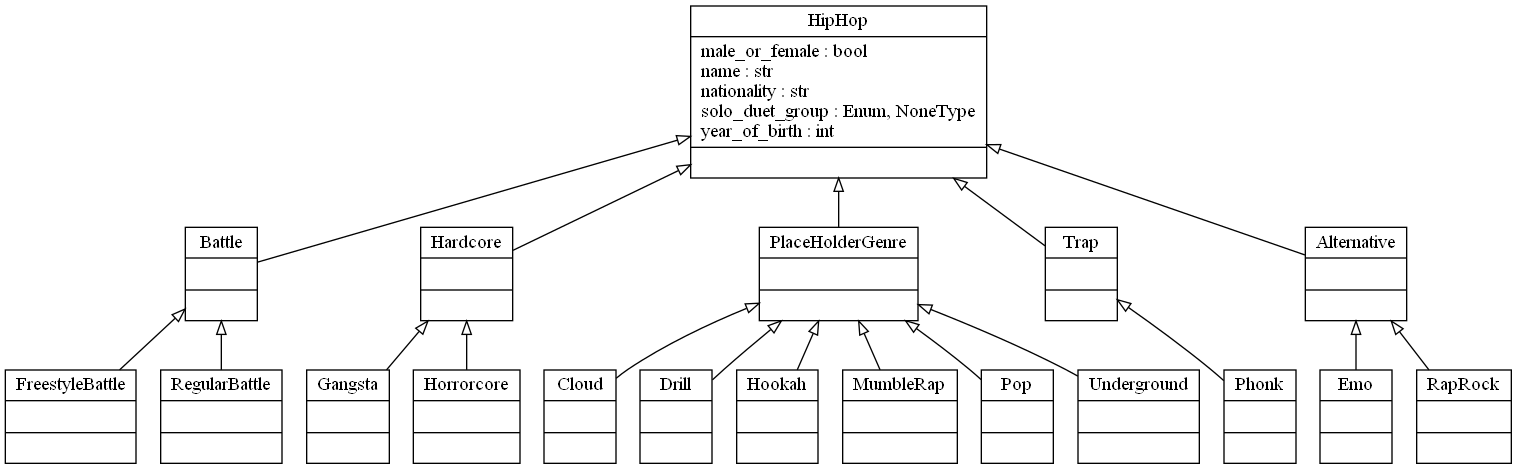 HipHop
male_or_female : bool
name : str
nationality : str
solo_duet_group : Enum, NoneType
year_of_birth : int
Battle
Hardcore
PlaceHolderGenre
Trap
Alternative
FreestyleBattle
RegularBattle
Gangsta
Horrorcore
Cloud
Drill
Hookah
MumbleRap
Pop
Underground
Phonk
Emo
RapRock